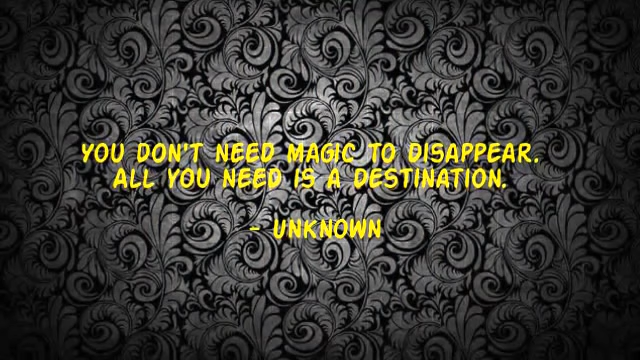 YOU DON'T NEED MAGIC TO DISAPPEAR.
ALL YOU NEED IS A DESTINATION.
- UNKNOWN